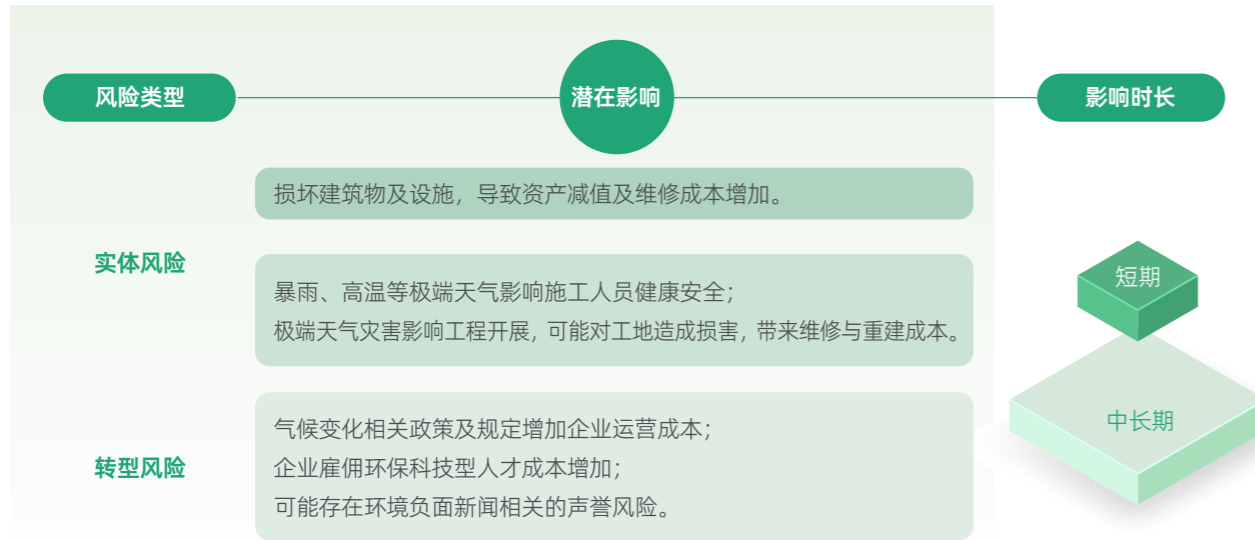 风险类型
潜在影响
影响时长
实体风险
损坏建筑物及设施，导致资产减值及维修成本增加。
暴雨、高温等极端天气影响施工人员健康安全；
极端天气灾害影响工程开展，可能对工地造成损害，带来维修与重建成本。
短期
转型风险
气候变化相关政策及规定增加企业运营成本；
企业雇佣环保科技型人才成本增加；
可能存在环境负面新闻相关的声誉风险。
中长期